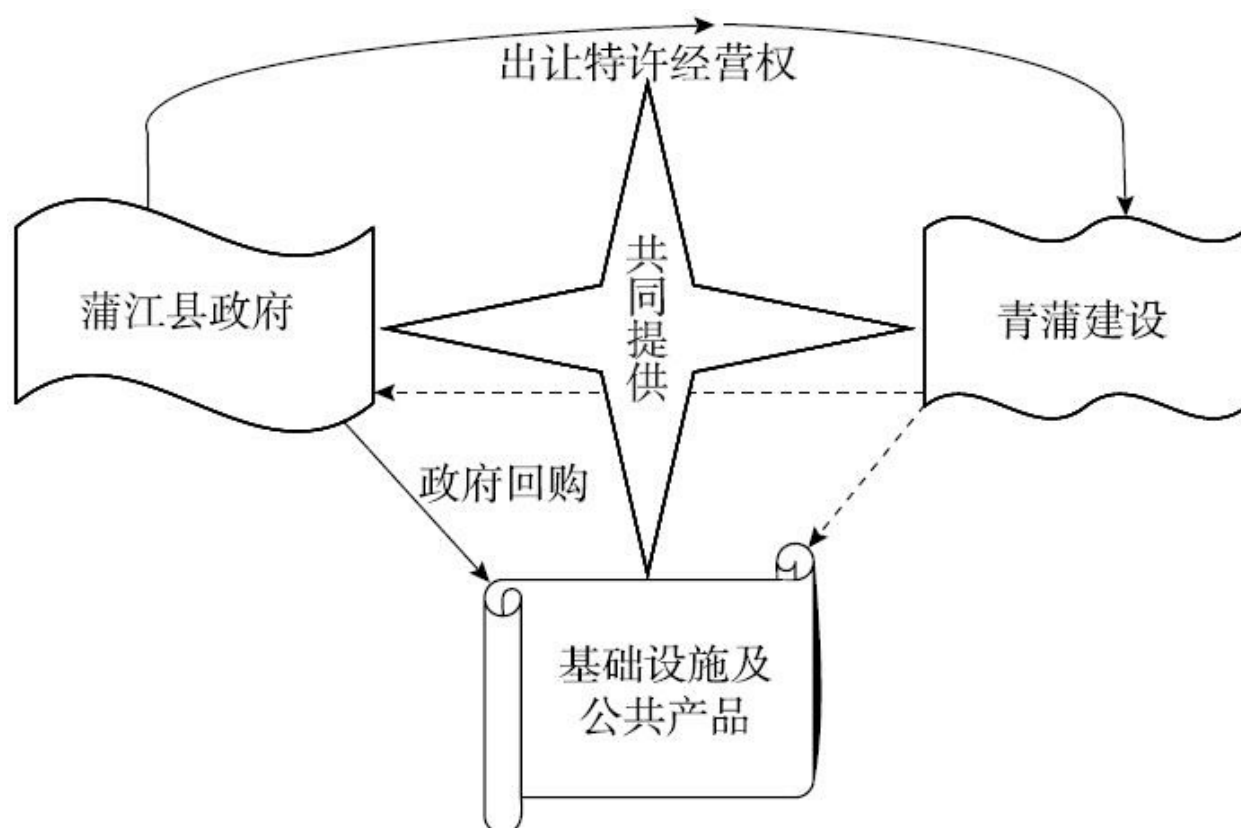 出让特许经营权
蒲江县政府
共同提供
青蒲建设
政府回购
基础设施及
公共产品